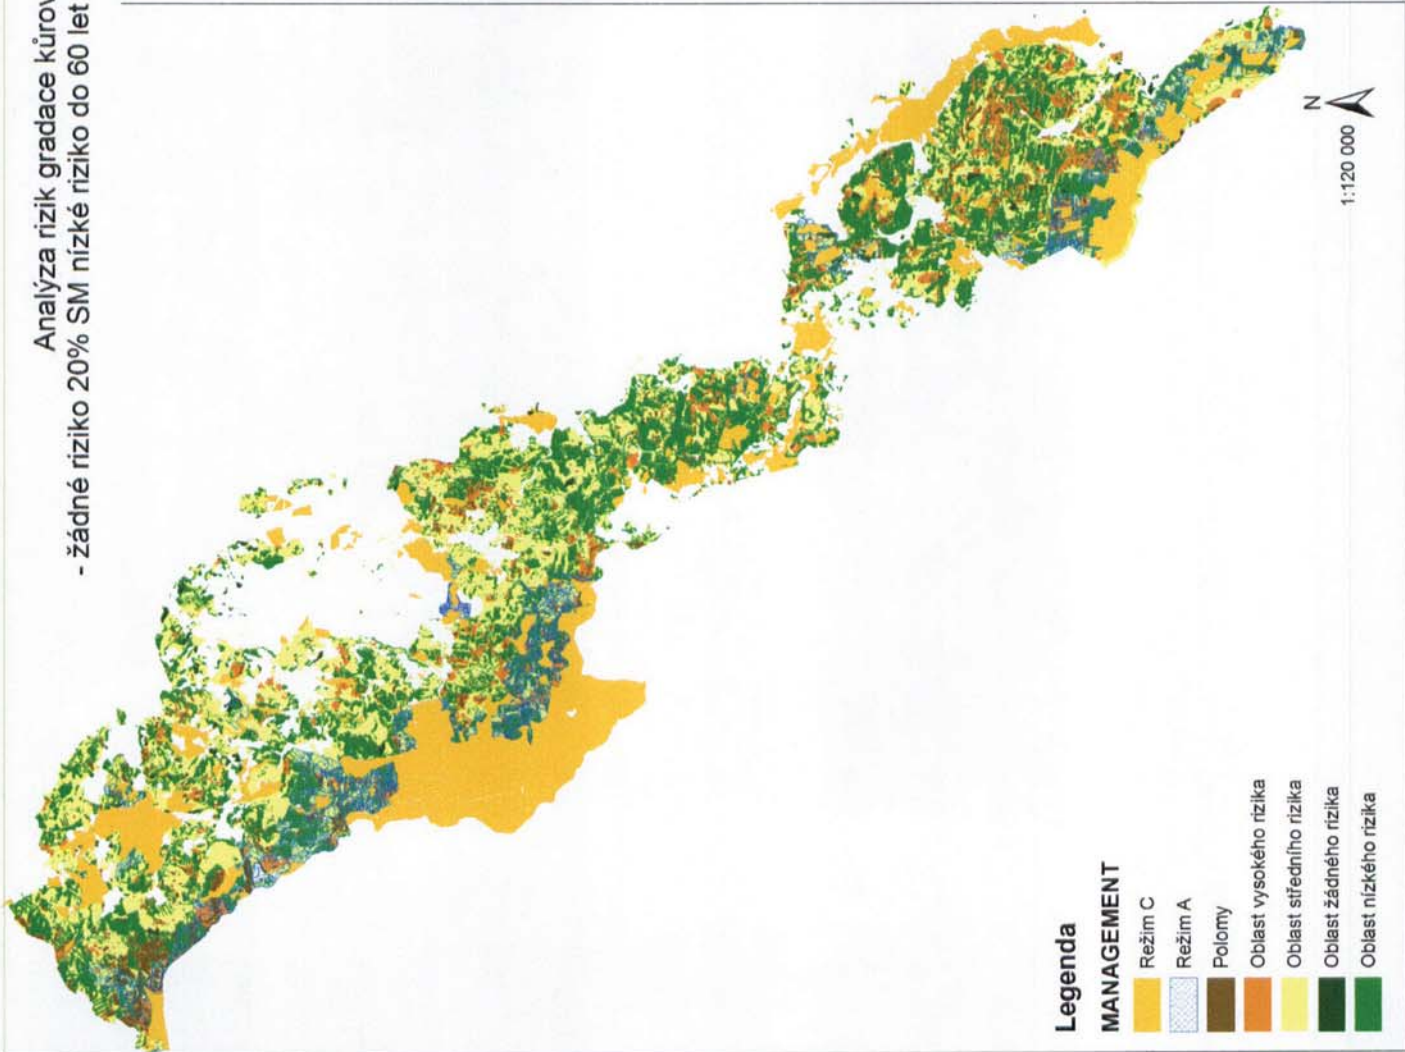 Analýza rizik gradace
- žádné riziko 20% SM nízké riziko do 60 let
N
1:120 000
Legenda
MANAGEMENT
Režim C
Režim A
Polomy
Oblast vysokého rizika
Oblast středního rizika
Oblast žádného rizika
Oblast nízkého rizika